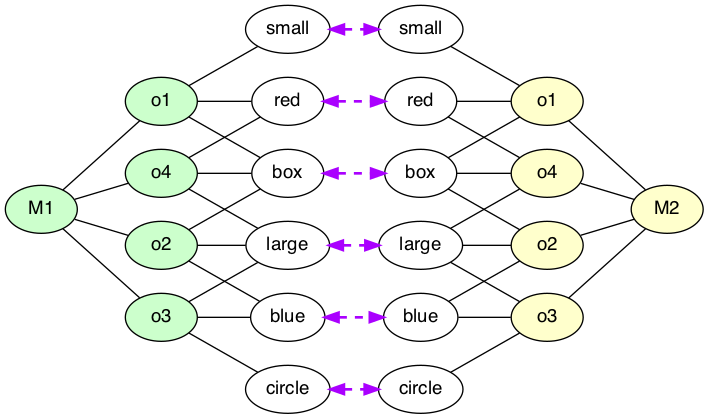 small small
o1 red red o1
o4 box box o4
M1 M2
o2 large large o2
o3 blue blue o3
circle circle